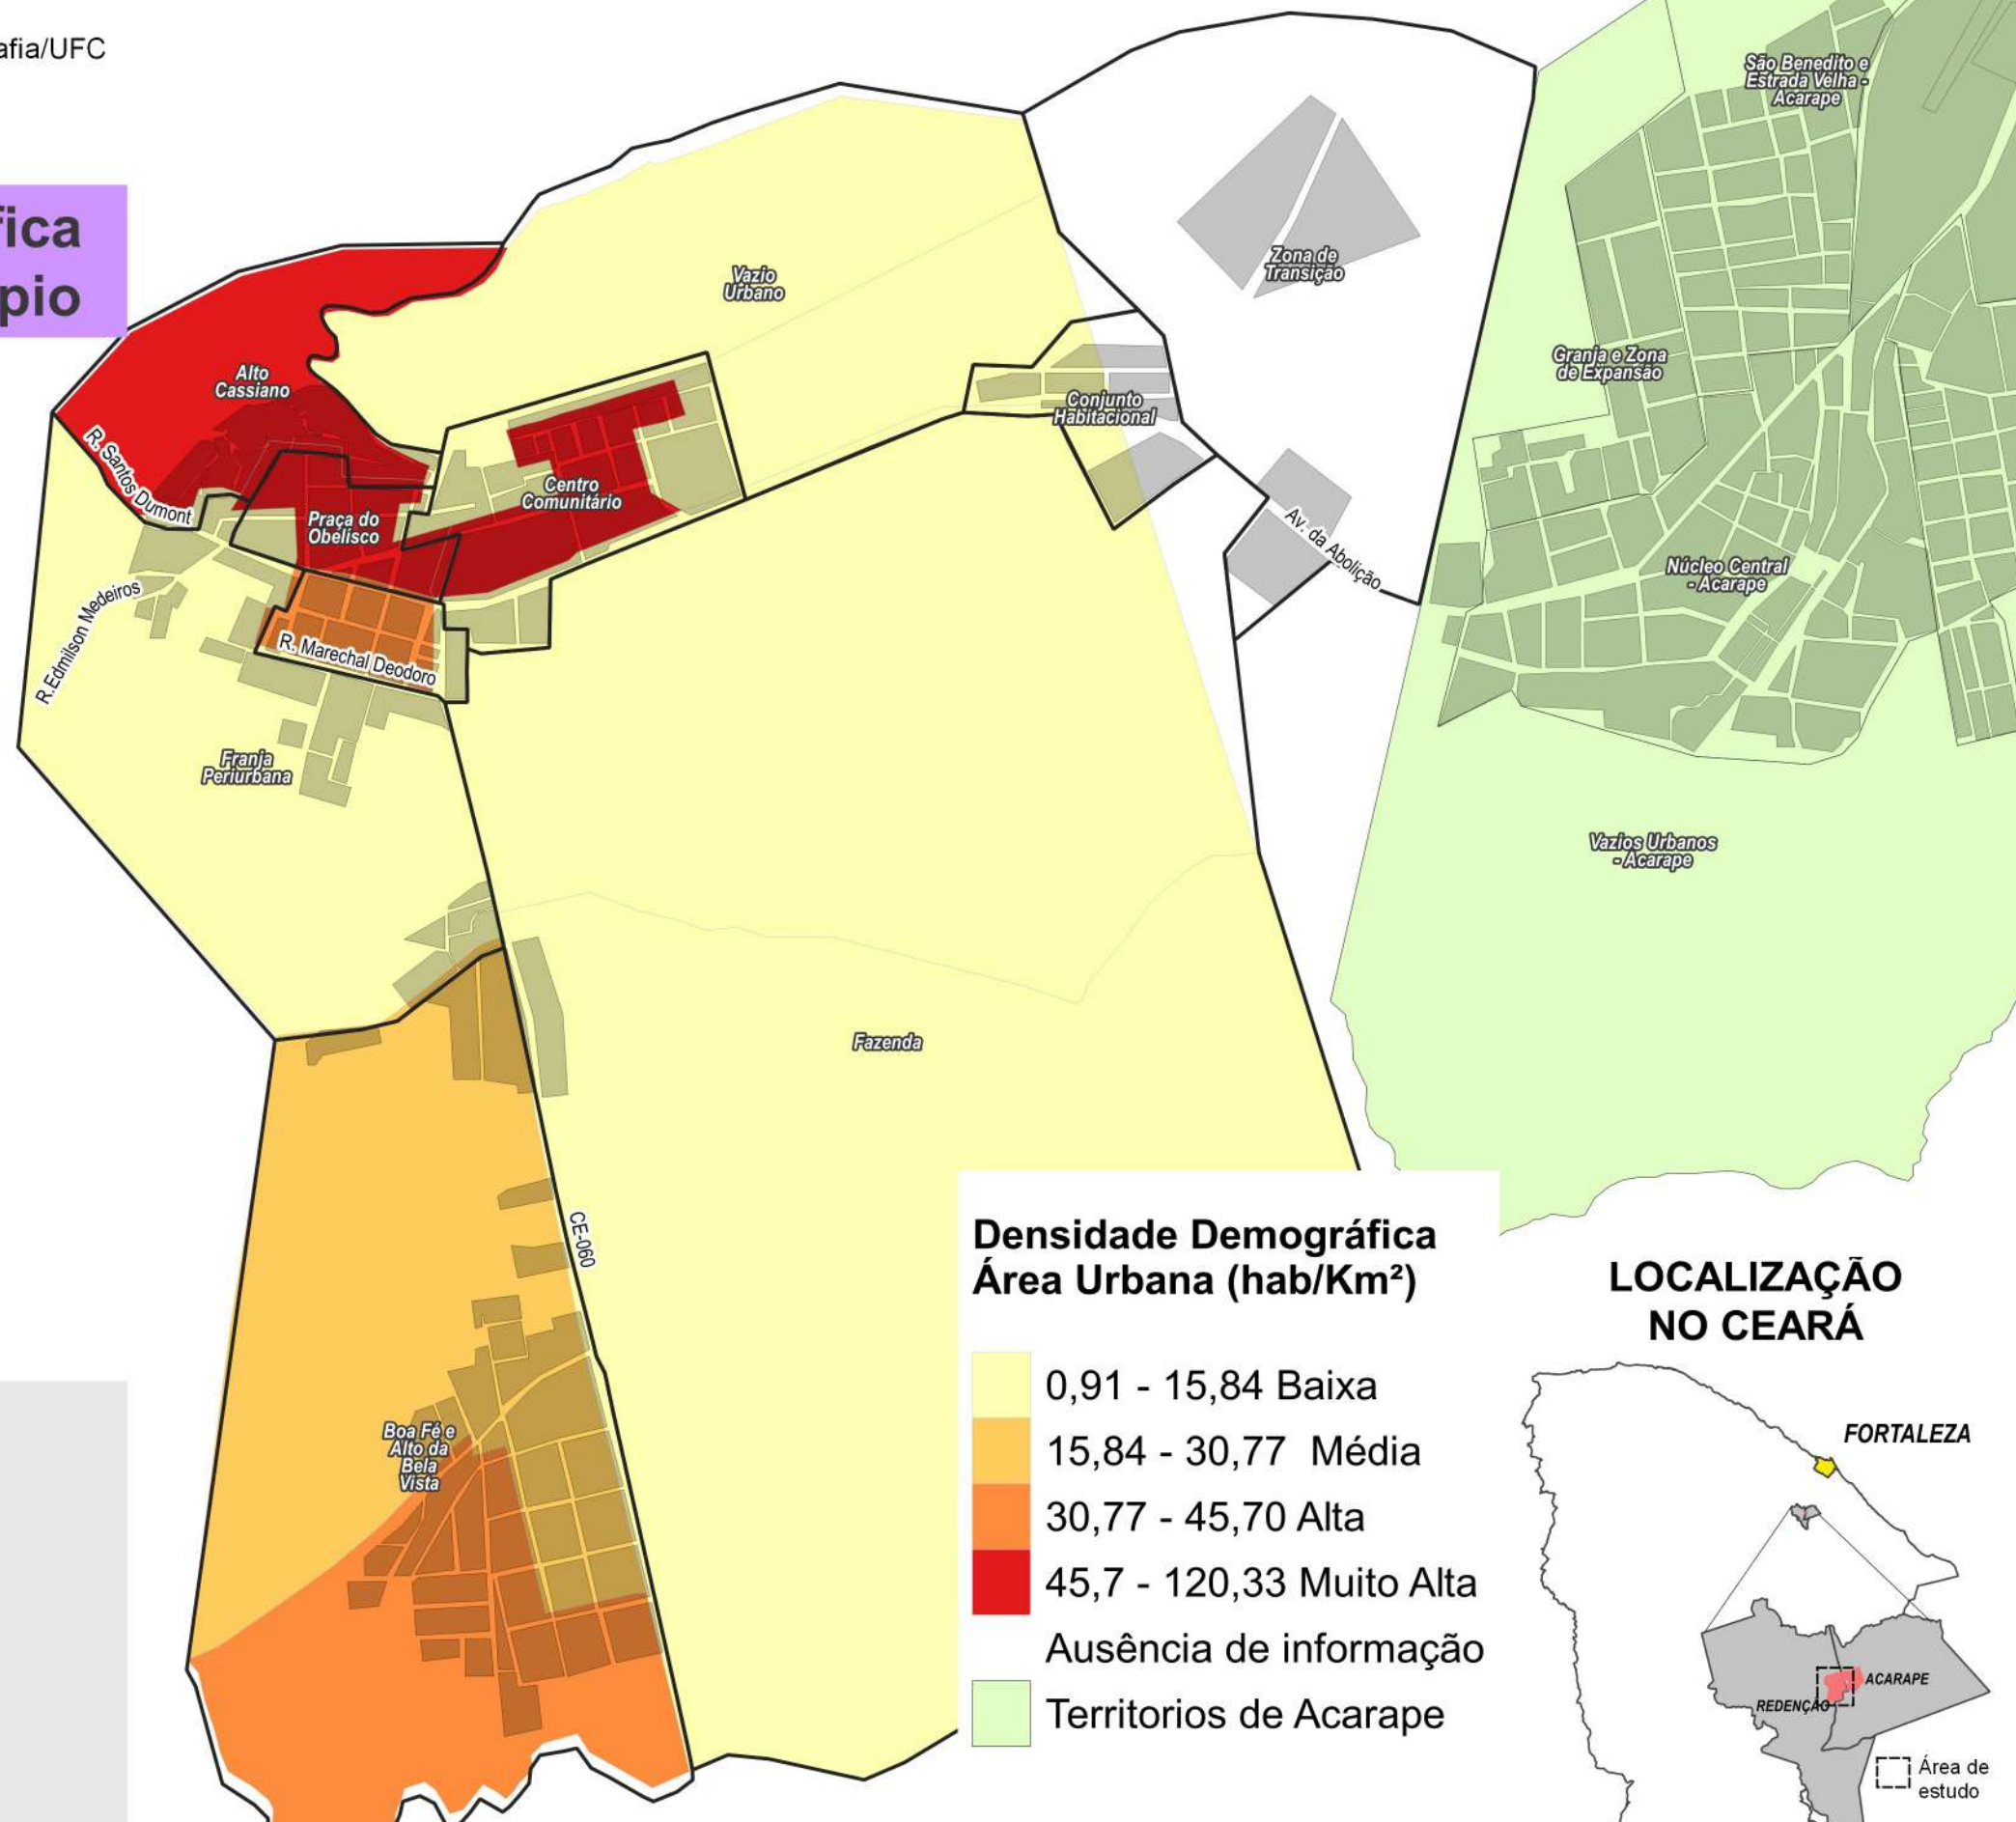 afia/UFC
fica
pio
São Benedito e
Estrada Velha -
Acarape
Zona de
Transição
Vazio
Urbano
Granja e Zona
de Expansão
Alto
Cassiano
Conjunto
Habitacional
R. Santos Dumont
Centro
Comunitário
Praça do
Obelisco
Av. da Abolição
Núcleo Central
- Acarape
R.Edmilson Medeiros
R. Marechal Deodoro
Franja
Periurbana
Vazios Urbanos
- Acarape
Fazenda
CE-060
Boa Fé e
Alto da
Bela
Vista
Densidade Demográfica
Área Urbana (hab/Km²)
0,91 - 15,84 Baixa
15,84 - 30,77 Média
30,77 - 45,70 Alta
45,7 - 120,33 Muito Alta
Ausência de informação
Territorios de Acarape
LOCALIZAÇÃO
NO CEARÁ
FORTALEZA
ACARAPE
REDENÇÃO
Área de
estudo